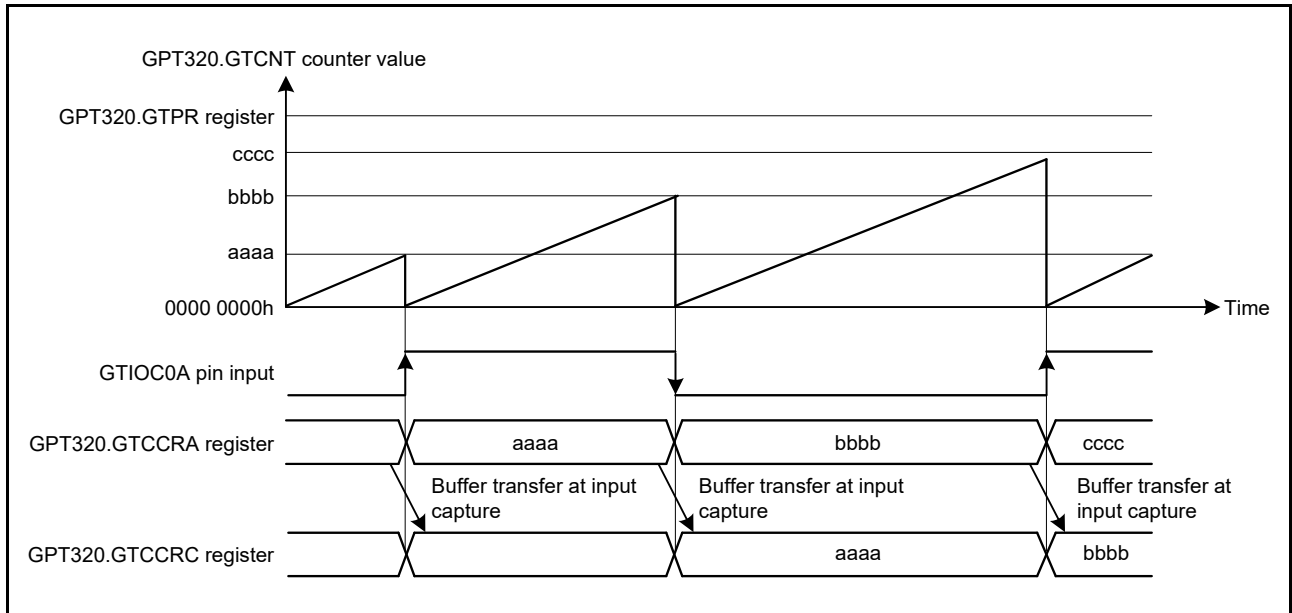 GPT320.GTCNT counter value
GPT320.GTPR register
cccc
bbbb
aaaa
0000 0000h
Time
GTIOC0A pin input
GPT320.GTCCRA register
aaaa
bbbb
cccc
Buffer transfer at input
capture
Buffer transfer at input
capture
Buffer transfer at
input capture
GPT320.GTCCRC register
aaaa
bbbb